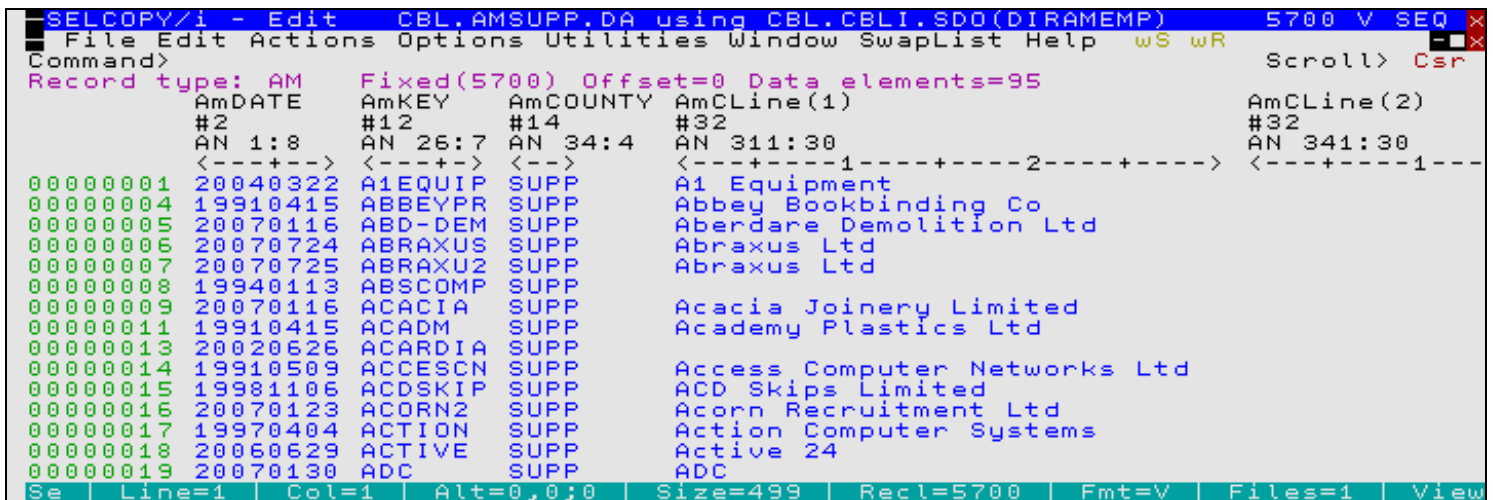 SELCOPY/i - Edit    CBL.AMSUPP.DA using CBL.CBLI.SDO(DIRAMEMP)    5700 V SEQ x
File Edit Actions Options Utilities Window SwapList Help  wS wR
Command>    Scroll> Csr
Record type: AM    Fixed(5700) Offset=0 Data elements=95
AmDATE   AmKEY   AmCOUNTY AmCLine(1)   AmCLine(2)
#2   #12   #14   #32   #32
AN 1:8   AN 26:7   AN 34:4   AN 311:30   AN 341:30
<---+--> <---+-> <--> <---+----1----+----2----+----> <---+----1---
00000001 20040322 A1EQUIP SUPP A1 Equipment
00000004 19910415 ABBEYPR SUPP Abbey Bookbinding Co
00000005 20070116 ABD-DEM SUPP Aberdare Demolition Ltd
00000006 20070724 ABRAXUS SUPP Abraxus Ltd
00000007 20070725 ABRAXU2 SUPP Abraxus Ltd
00000008 19940113 ABSCOMP SUPP
00000009 20070116 ACACIA SUPP Acacia Joinery Limited
00000011 19910415 ACADM SUPP Academy Plastics Ltd
00000013 20020626 ACARDIA SUPP
00000014 19910509 ACCESCN SUPP Access Computer Networks Ltd
00000015 19981106 ACDSKIP SUPP ACD Skips Limited
00000016 20070123 ACORN2 SUPP Acorn Recruitment Ltd
00000017 19970404 ACTION SUPP Action Computer Systems
00000018 20060629 ACTIVE SUPP Active 24
00000019 20070130 ADC SUPP ADC
Se | Line=1 | Col=1 | Alt=0,0;0 | Size=499 | Recl=5700 | Fmt=V | Files=1 | View